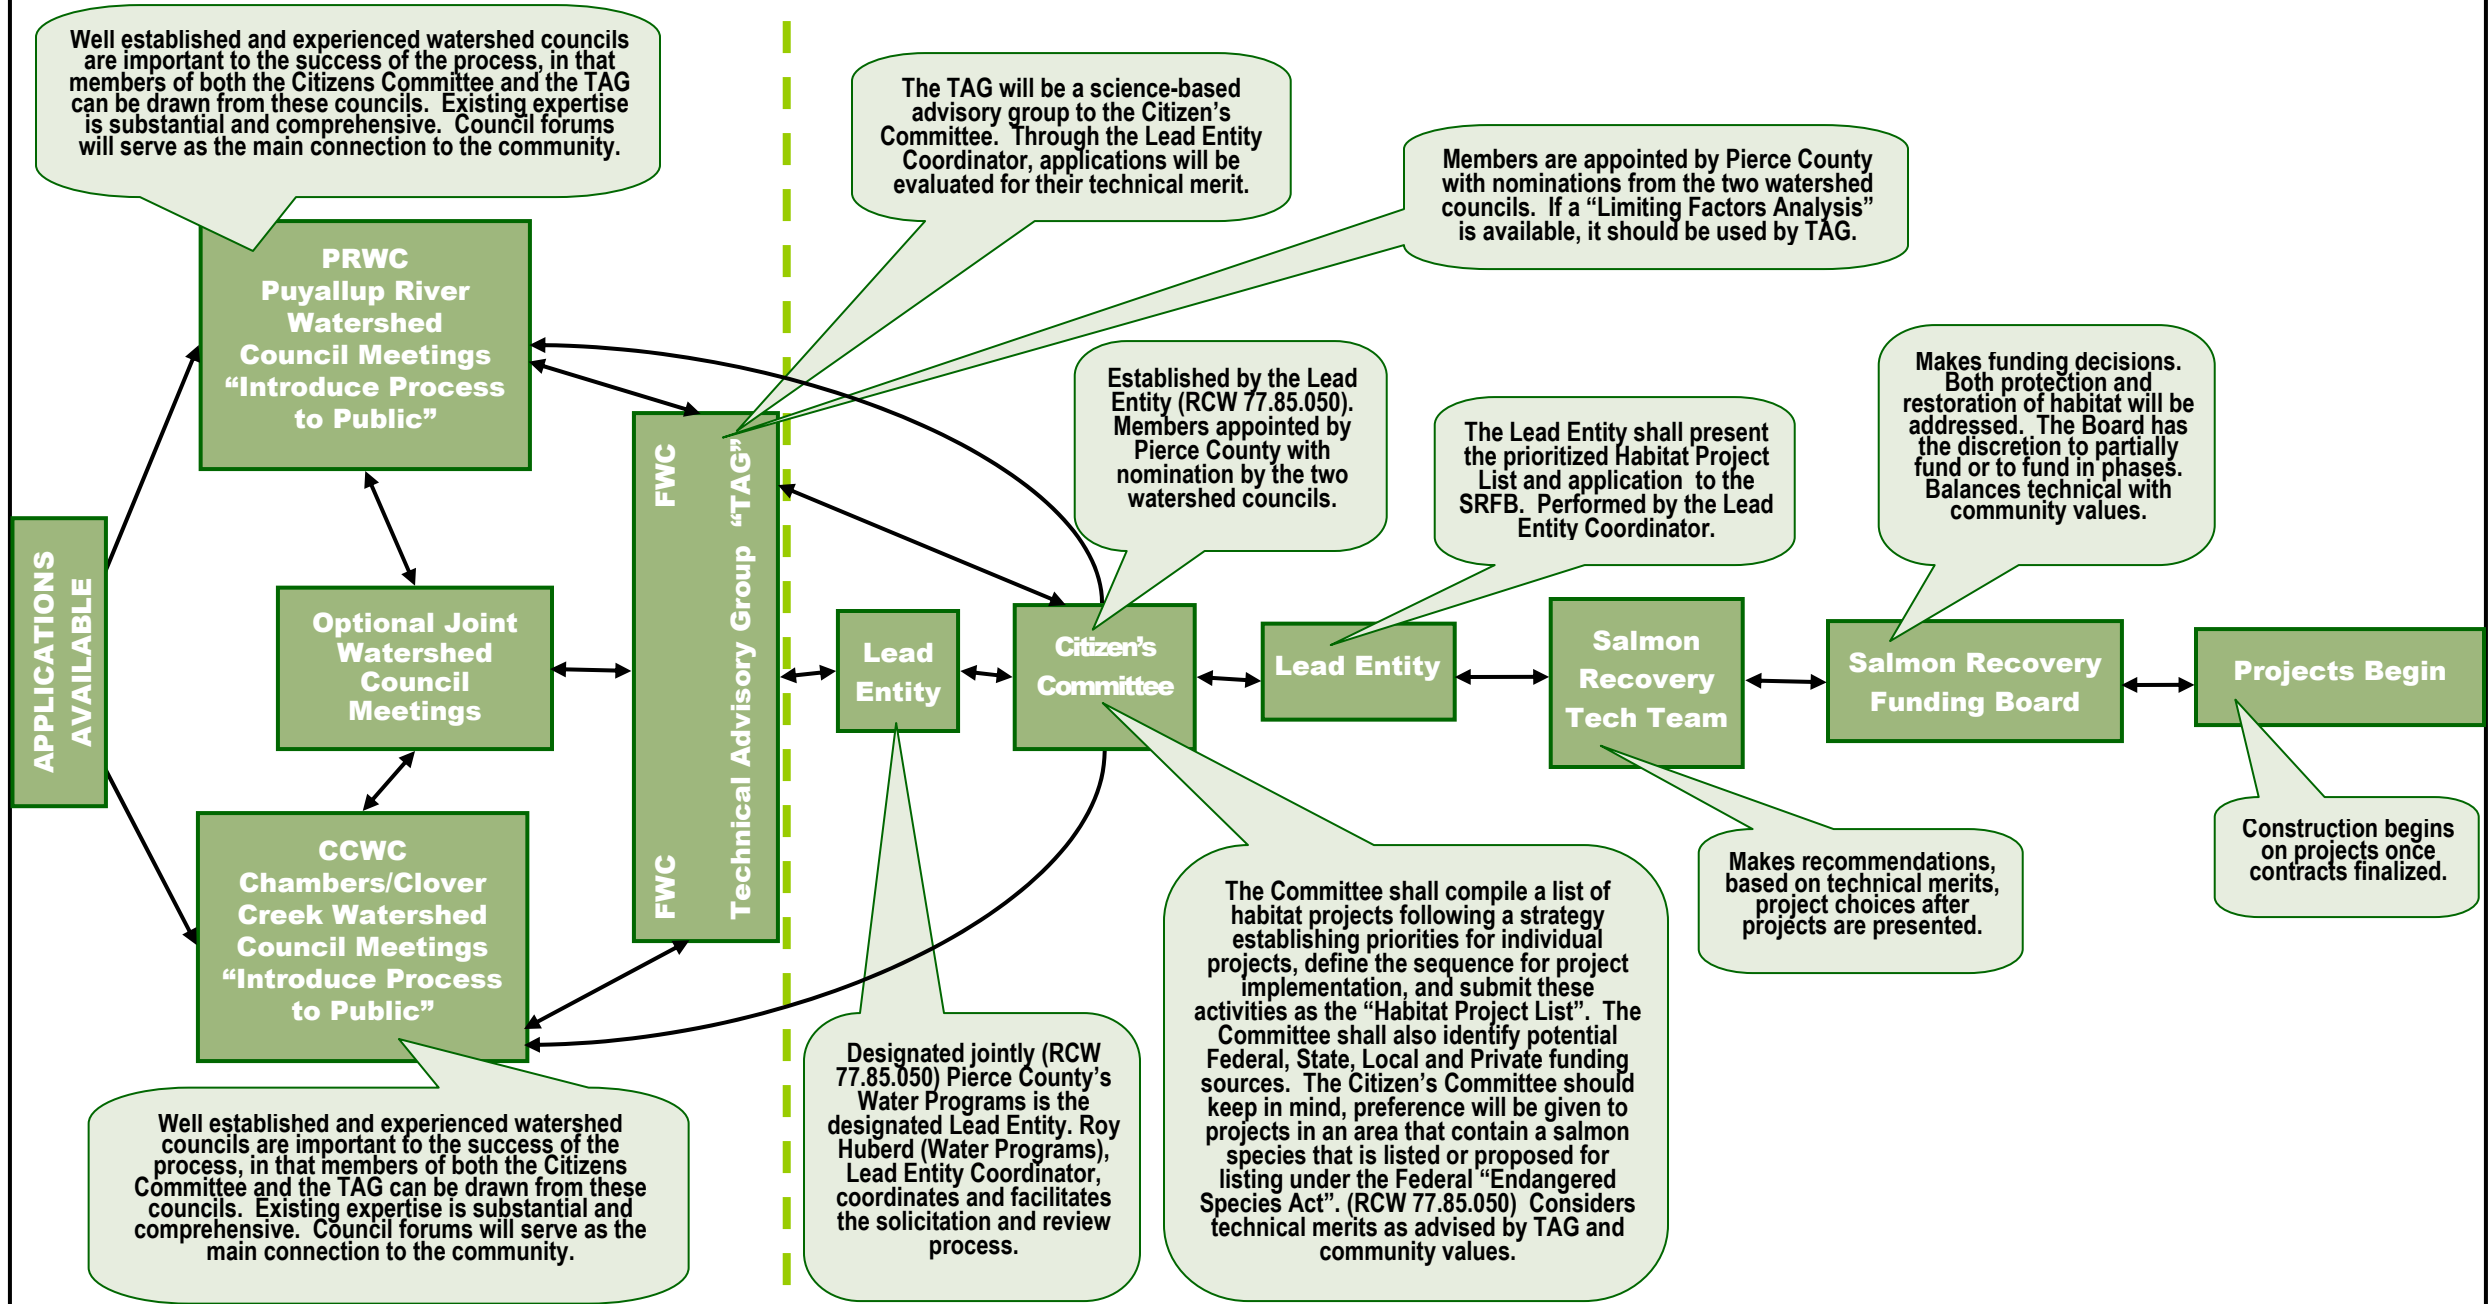 Well established and experienced watershed councils
are important to the success of the process, in that
members of both the Citizens Committee and the TAG
can be drawn from these councils.  Existing expertise
is substantial and comprehensive.  Council forums
will serve as the main connection to the community.
The TAG will be a science-based
advisory group to the Citizen’s
Committee.  Through the Lead Entity
Coordinator, applications will be
evaluated for their technical merit.
Members are appointed by Pierce County
with nominations from the two watershed
councils.  If a “Limiting Factors Analysis”
is available, it should be used by TAG.
PRWC
Puyallup River
Watershed
Council Meetings
“Introduce Process
to Public”
Established by the Lead
Entity (RCW 77.85.050).
Members appointed by
Pierce County with
nomination by the two
watershed councils.
The Lead Entity shall present
the prioritized Habitat Project
List and application  to the
SRFB.  Performed by the Lead
Entity Coordinator.
Makes funding decisions.
Both protection and
restoration of habitat will be
addressed. The Board has
the discretion to partially
fund or to fund in phases.
Balances technical with
community values.
APPLICATIONS
AVAILABLE
Optional Joint
Watershed
Council
Meetings
FWC
FWC
Technical Advisory Group  “TAG”
Lead
Entity
Citizen’s
Committee
Lead Entity
Salmon
Recovery
Tech Team
Salmon Recovery
Funding Board
Projects Begin
CCWC
Chambers/Clover
Creek Watershed
Council Meetings
“Introduce Process
to Public”
Well established and experienced watershed
councils are important to the success of the
process, in that members of both the Citizens
Committee and the TAG can be drawn from these
councils.  Existing expertise is substantial and
comprehensive.  Council forums will serve as the
main connection to the community.
Designated jointly (RCW
77.85.050) Pierce County’s
Water Programs is the
designated Lead Entity. Roy
Huberd (Water Programs),
Lead Entity Coordinator,
coordinates and facilitates
the solicitation and review
process.
The Committee shall compile a list of
habitat projects following a strategy
establishing priorities for individual
projects, define the sequence for project
implementation, and submit these
activities as the “Habitat Project List”.  The
Committee shall also identify potential
Federal, State, Local and Private funding
sources.  The Citizen’s Committee should
keep in mind, preference will be given to
projects in an area that contain a salmon
species that is listed or proposed for
listing under the Federal “Endangered
Species Act”. (RCW 77.85.050)  Considers
technical merits as advised by TAG and
community values.
Makes recommendations,
based on technical merits,
project choices after
projects are presented.
Construction begins
on projects once
contracts finalized.